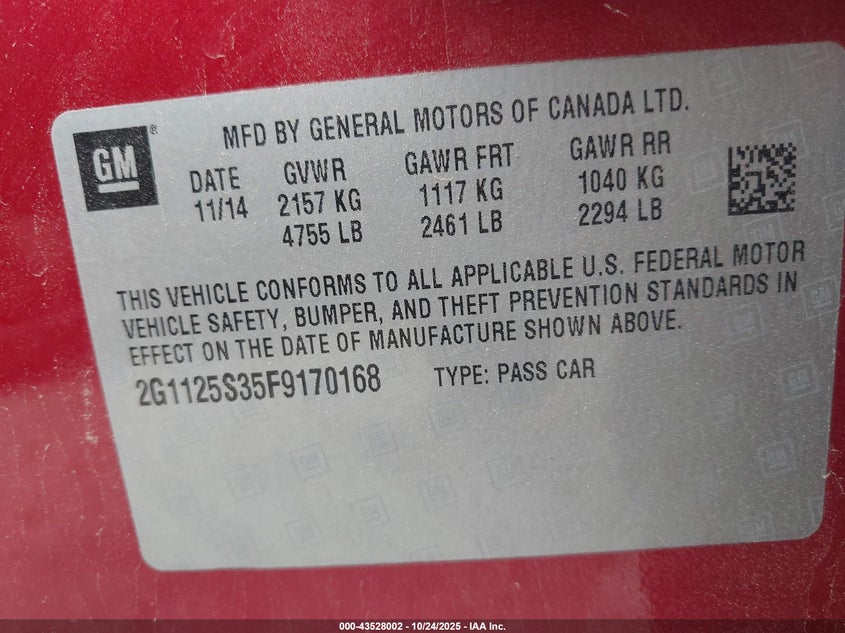 GM
®
MFD BY GENERAL MOTORS OF CANADA LTD.
DATE GVWR GAWR FRT GAWR RR
11/14 2157 KG 1117 KG 1040 KG
4755 LB 2461 LB 2294 LB
THIS VEHICLE CONFORMS TO ALL APPLICABLE U.S. FEDERAL MOTOR
VEHICLE SAFETY, BUMPER, AND THEFT PREVENTION STANDARDS IN
EFFECT ON THE DATE OF MANUFACTURE SHOWN ABOVE.
2G1125S35F9170168 TYPE: PASS CAR
000-43528002 - 10/24/2025 - IAA Inc.